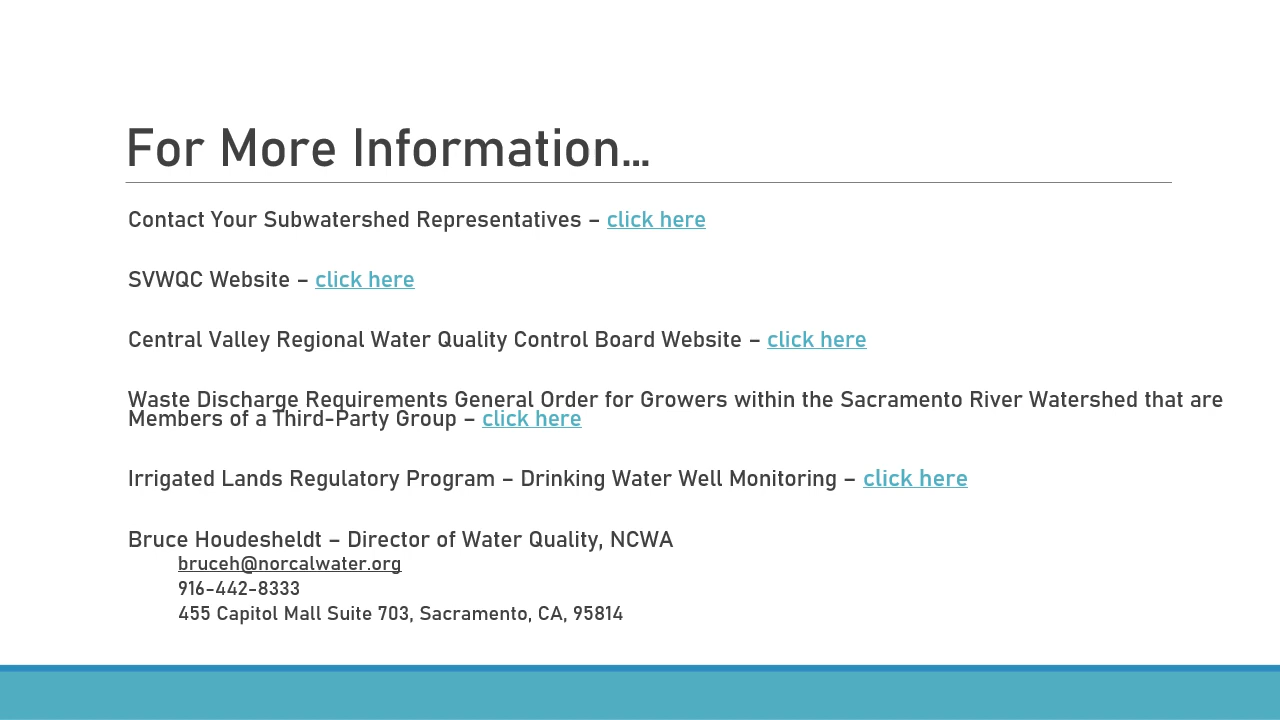 For More Information…
Contact Your Subwatershed Representatives – click here
SVWQC Website – click here
Central Valley Regional Water Quality Control Board Website – click here
Waste Discharge Requirements General Order for Growers within the Sacramento River Watershed that are
Members of a Third-Party Group – click here
Irrigated Lands Regulatory Program – Drinking Water Well Monitoring – click here
Bruce Houdesheldt – Director of Water Quality, NCWA
bruceh@norcalwater.org
916-442-8333
455 Capitol Mall Suite 703, Sacramento, CA, 95814